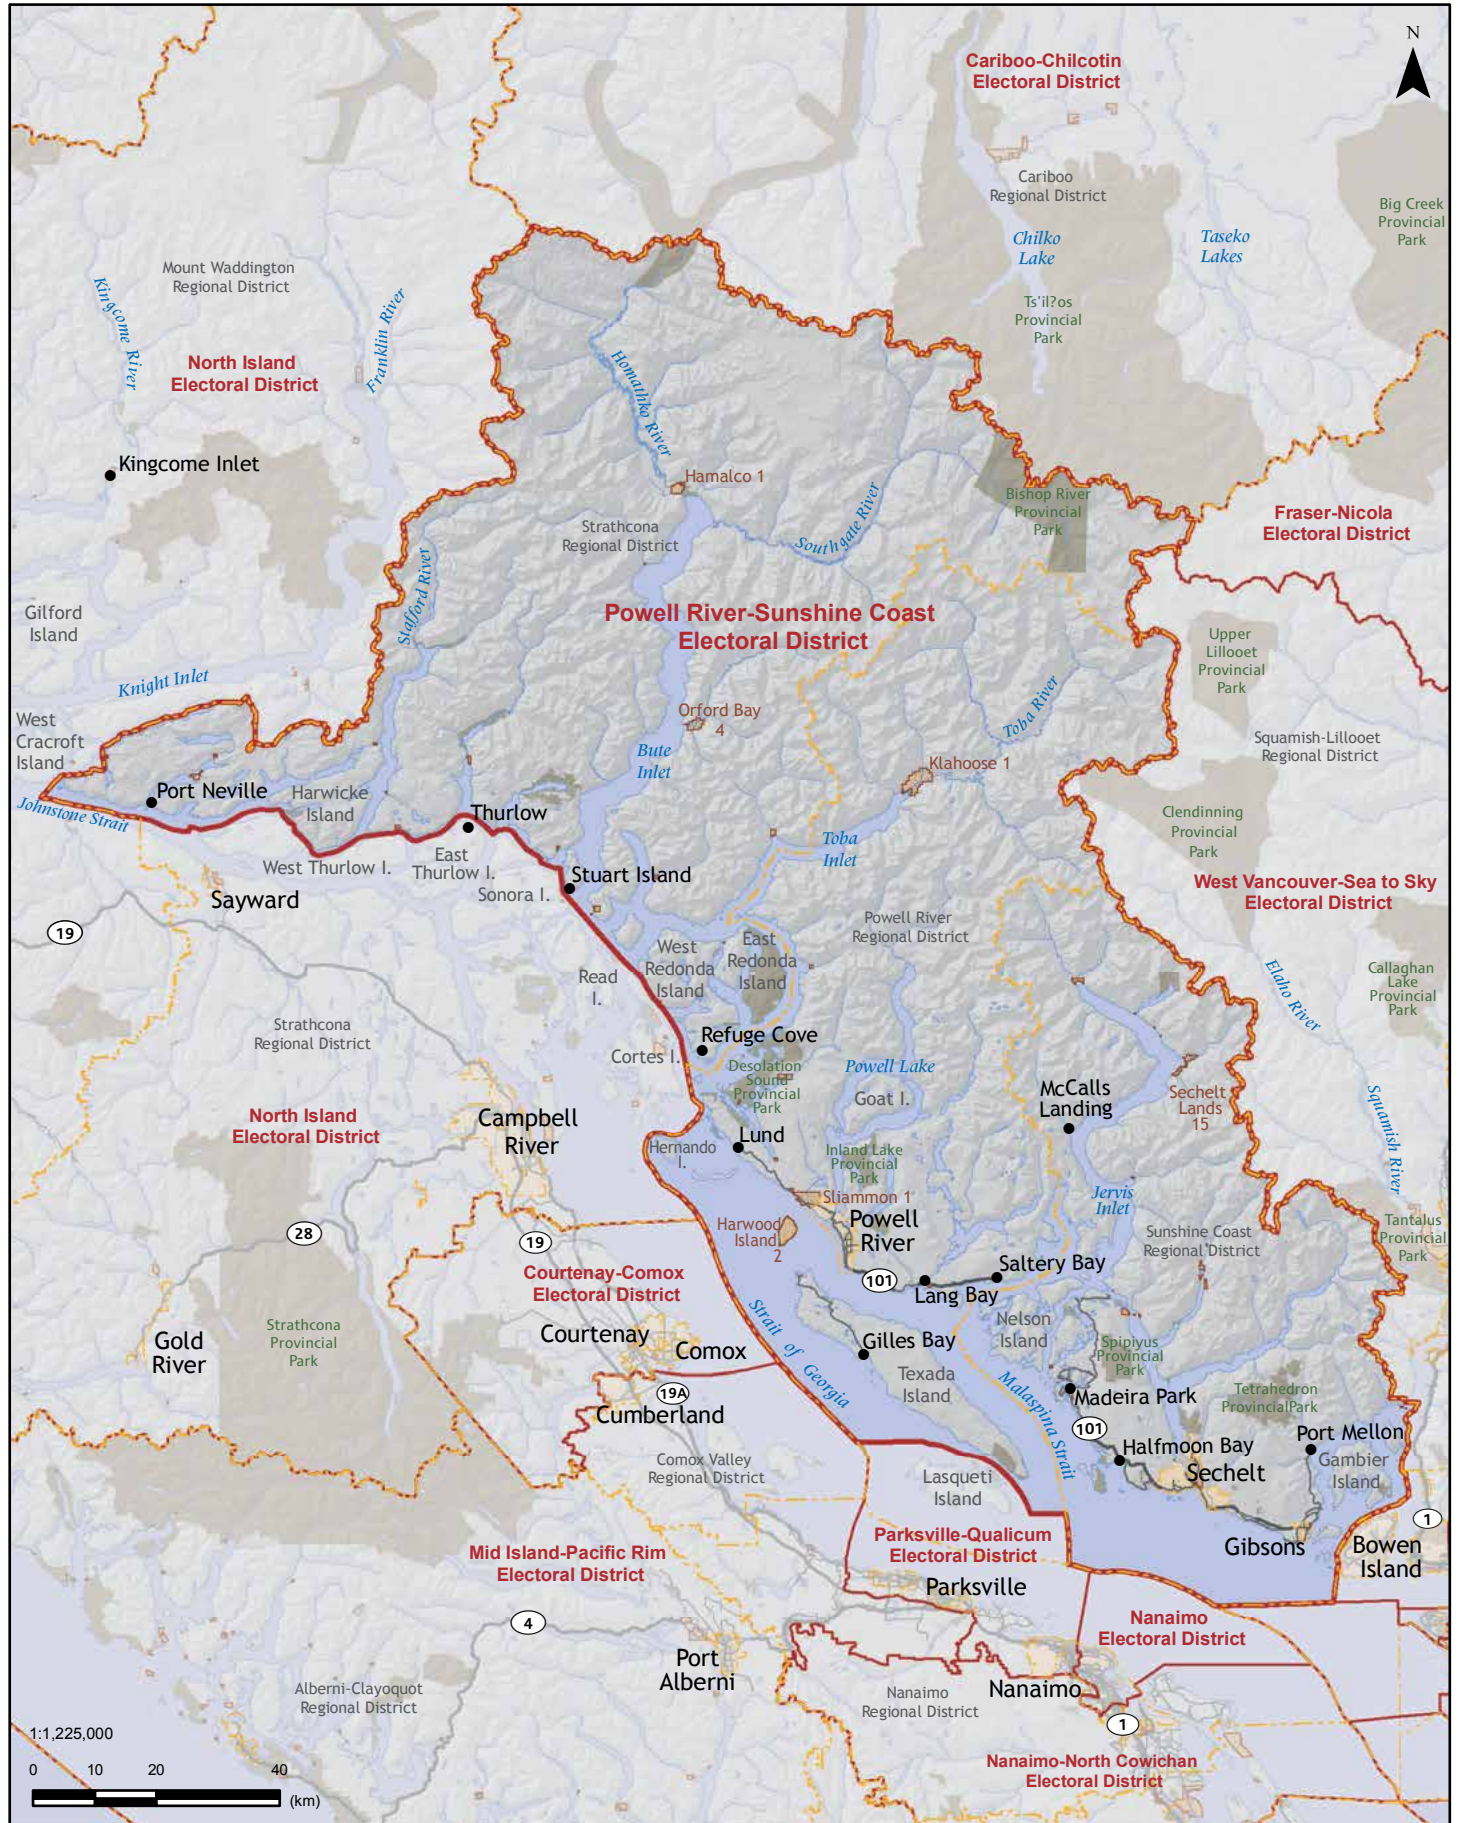 N
Cariboo-Chilcotin
Electoral District
Cariboo
Regional District
Big Creek
Provincial
Park
Chilko
Lake
Taseko
Lakes
Mount Waddington
Regional District
Kingcome River
Franklin River
Ts'il?os
Provincial
Park
North Island
Electoral District
Homathko River
Kingcome Inlet
Hamalco 1
Bishop River
Provincial
Park
Fraser-Nicola
Electoral District
Strathcona
Regional District
Southgate River
Stafford River
Gilford
Island
Powell River-Sunshine Coast
Electoral District
Upper
Lillooet
Provincial
Park
Knight Inlet
Orford Bay
4
Toba River
West
Cracroft
Island
Squamish-Lillooet
Regional District
Bute
Inlet
Klahoose 1
Port Neville
Harwicke
Island
Johnstone Strait
Thurlow
Clendinning
Provincial
Park
Toba
Inlet
West Thurlow I.
East
Thurlow I.
Sonora I.
Stuart Island
Sayward
West Vancouver-Sea to Sky
Electoral District
19
Powell River
Regional District
West
Redonda
Island
East
Redonda
Island
Read
I.
Elaho River
Callaghan
Lake
Provincial
Park
Strathcona
Regional District
Refuge Cove
Cortes I.
Desolation
Sound
Provincial
Park
Powell Lake
Goat I.
McCalls
Landing
Sechelt
Lands
15
Squamish River
North Island
Electoral District
Campbell
River
Lund
Hernando
I.
Inland Lake
Provincial
Park
Sliammon 1
Jervis
Inlet
Powell
River
Harwood
Island
2
28
19
Sunshine Coast
Regional District
Tantalus
Provincial
Park
Saltery Bay
101
Lang Bay
Courtenay-Comox
Electoral District
Strait of Georgia
Gold
River
Strathcona
Provincial
Park
Courtenay
Comox
Gilles Bay
Nelson
Island
Spipiyus
Provincial
Park
Texada
Island
Malaspina Strait
Madeira Park
Tetrahedron
ProvincialPark
19A
Cumberland
101
Port Mellon
Halfmoon Bay
Sechelt
Gambier
Island
Comox Valley
Regional District
Lasqueti
Island
1
Parksville-Qualicum
Electoral District
Gibsons
Bowen
Island
Mid Island-Pacific Rim
Electoral District
Parksville
4
Nanaimo
Electoral District
Port
Alberni
Nanaimo
Alberni-Clayoquot
Regional District
Nanaimo
Regional District
1
1:1,225,000
Nanaimo-North Cowichan
Electoral District
0 10 20 40
(km)